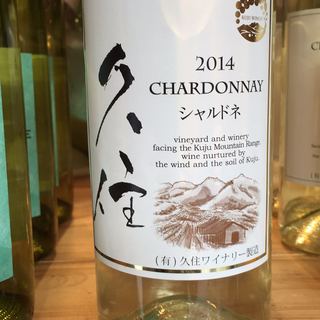 久住
2014
CHARDONNAY
シャルドネ
vineyard and winery
facing the Kuju Mountain Range,
wine nurtured by
the wind and the soil of Kuju.
(有)久住ワイナリー製造